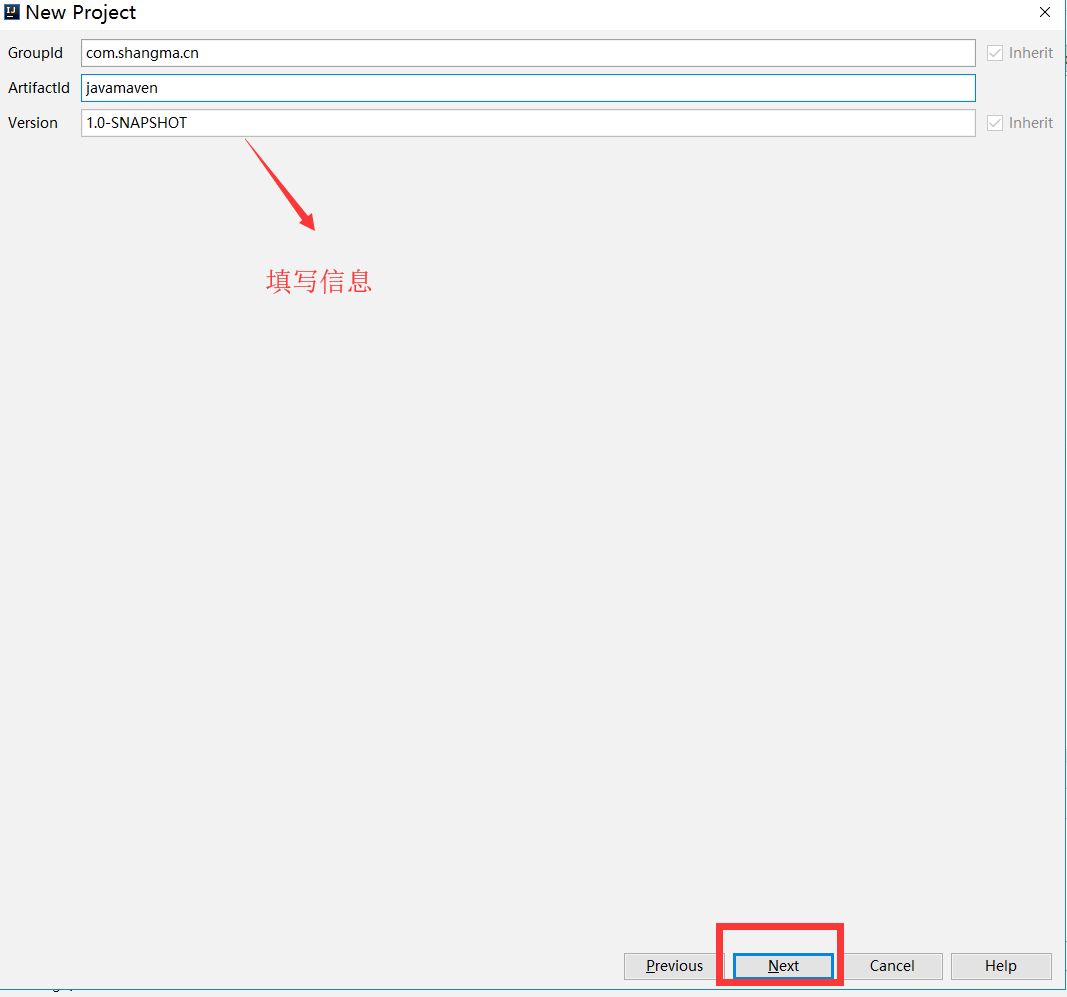 New Project
GroupId com.shangma.cn Inherit
ArtifactId javamaven
Version 1.0-SNAPSHOT Inherit
填写信息
Previous Next Cancel Help